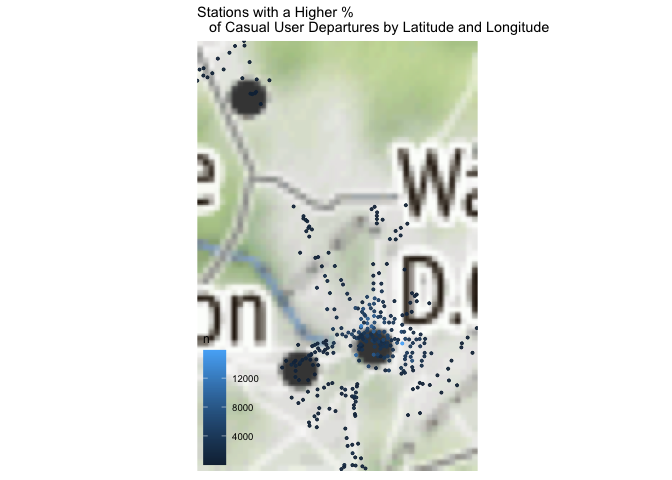 Stations with a Higher %
of Casual User Departures by Latitude and Longitude
e
Wa
D.
on
n
12000
8000
4000